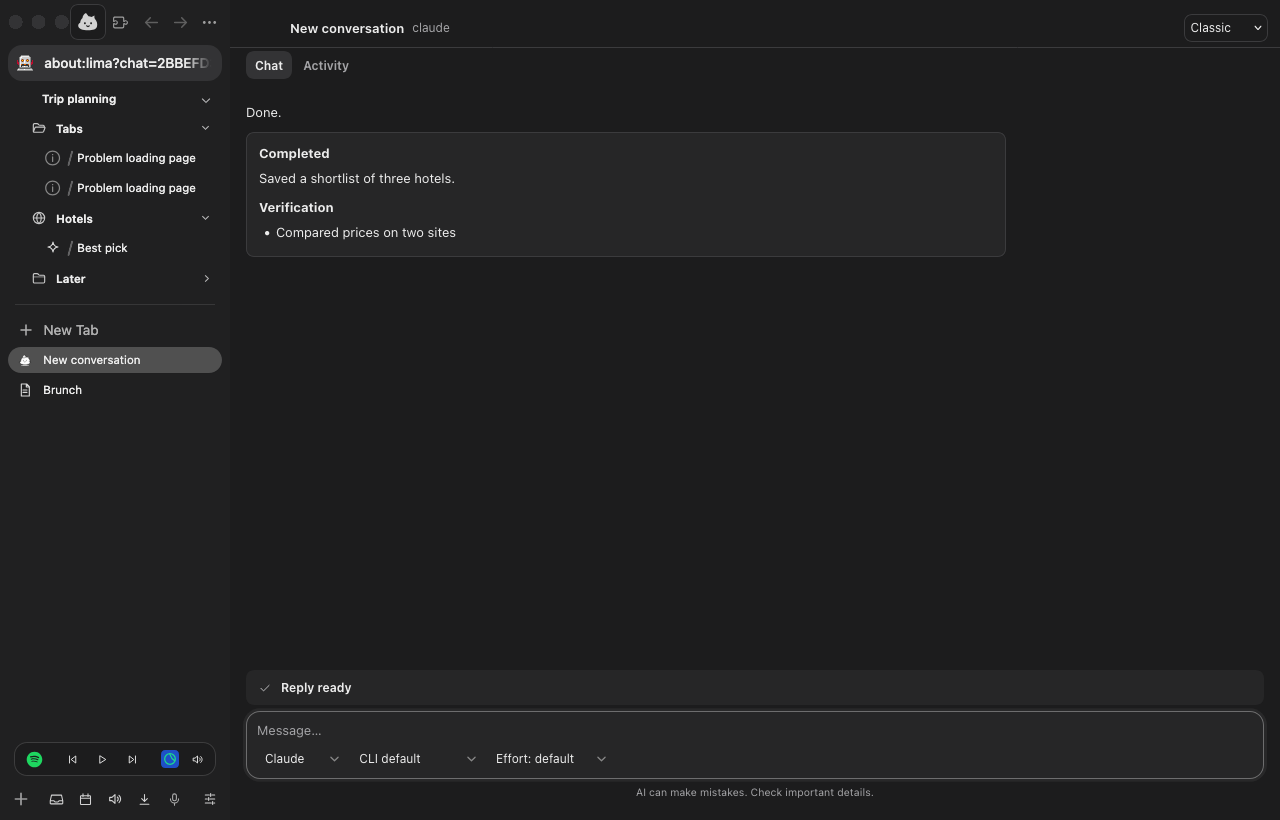 about:lima?chat=2BBEFD
Trip planning
Tabs
/ Problem loading page
/ Problem loading page
Hotels
/ Best pick
Later
New Tab
New conversation
Brunch
New conversation claude
Classic
Chat Activity
Done.
Completed
Saved a shortlist of three hotels.
Verification
• Compared prices on two sites
Reply ready
Message...
Claude CLI default Effort: default
AI can make mistakes. Check important details.